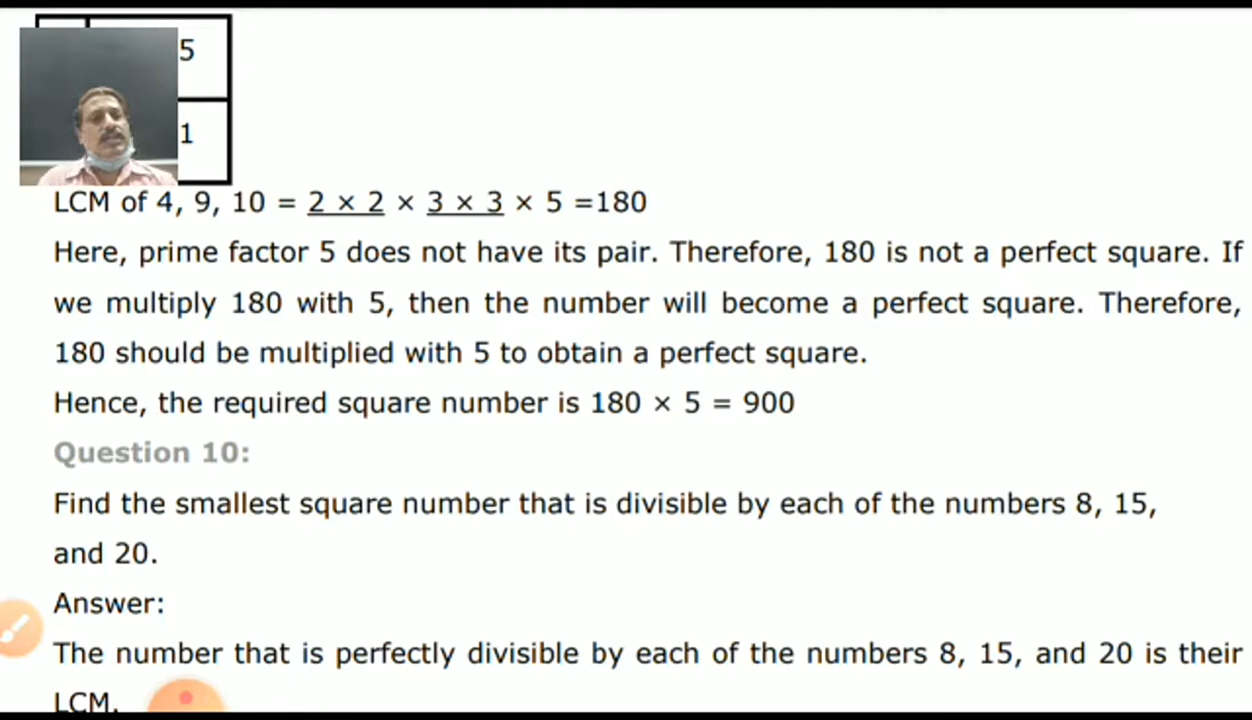 5
1
LCM of 4, 9, 10 = 2 × 2 × 3 × 3 × 5 =180
Here, prime factor 5 does not have its pair. Therefore, 180 is not a perfect square. If
we multiply 180 with 5, then the number will become a perfect square. Therefore,
180 should be multiplied with 5 to obtain a perfect square.
Hence, the required square number is 180 × 5 = 900
Question 10:
Find the smallest square number that is divisible by each of the numbers 8, 15,
and 20.
Answer:
The number that is perfectly divisible by each of the numbers 8, 15, and 20 is their
LCM.